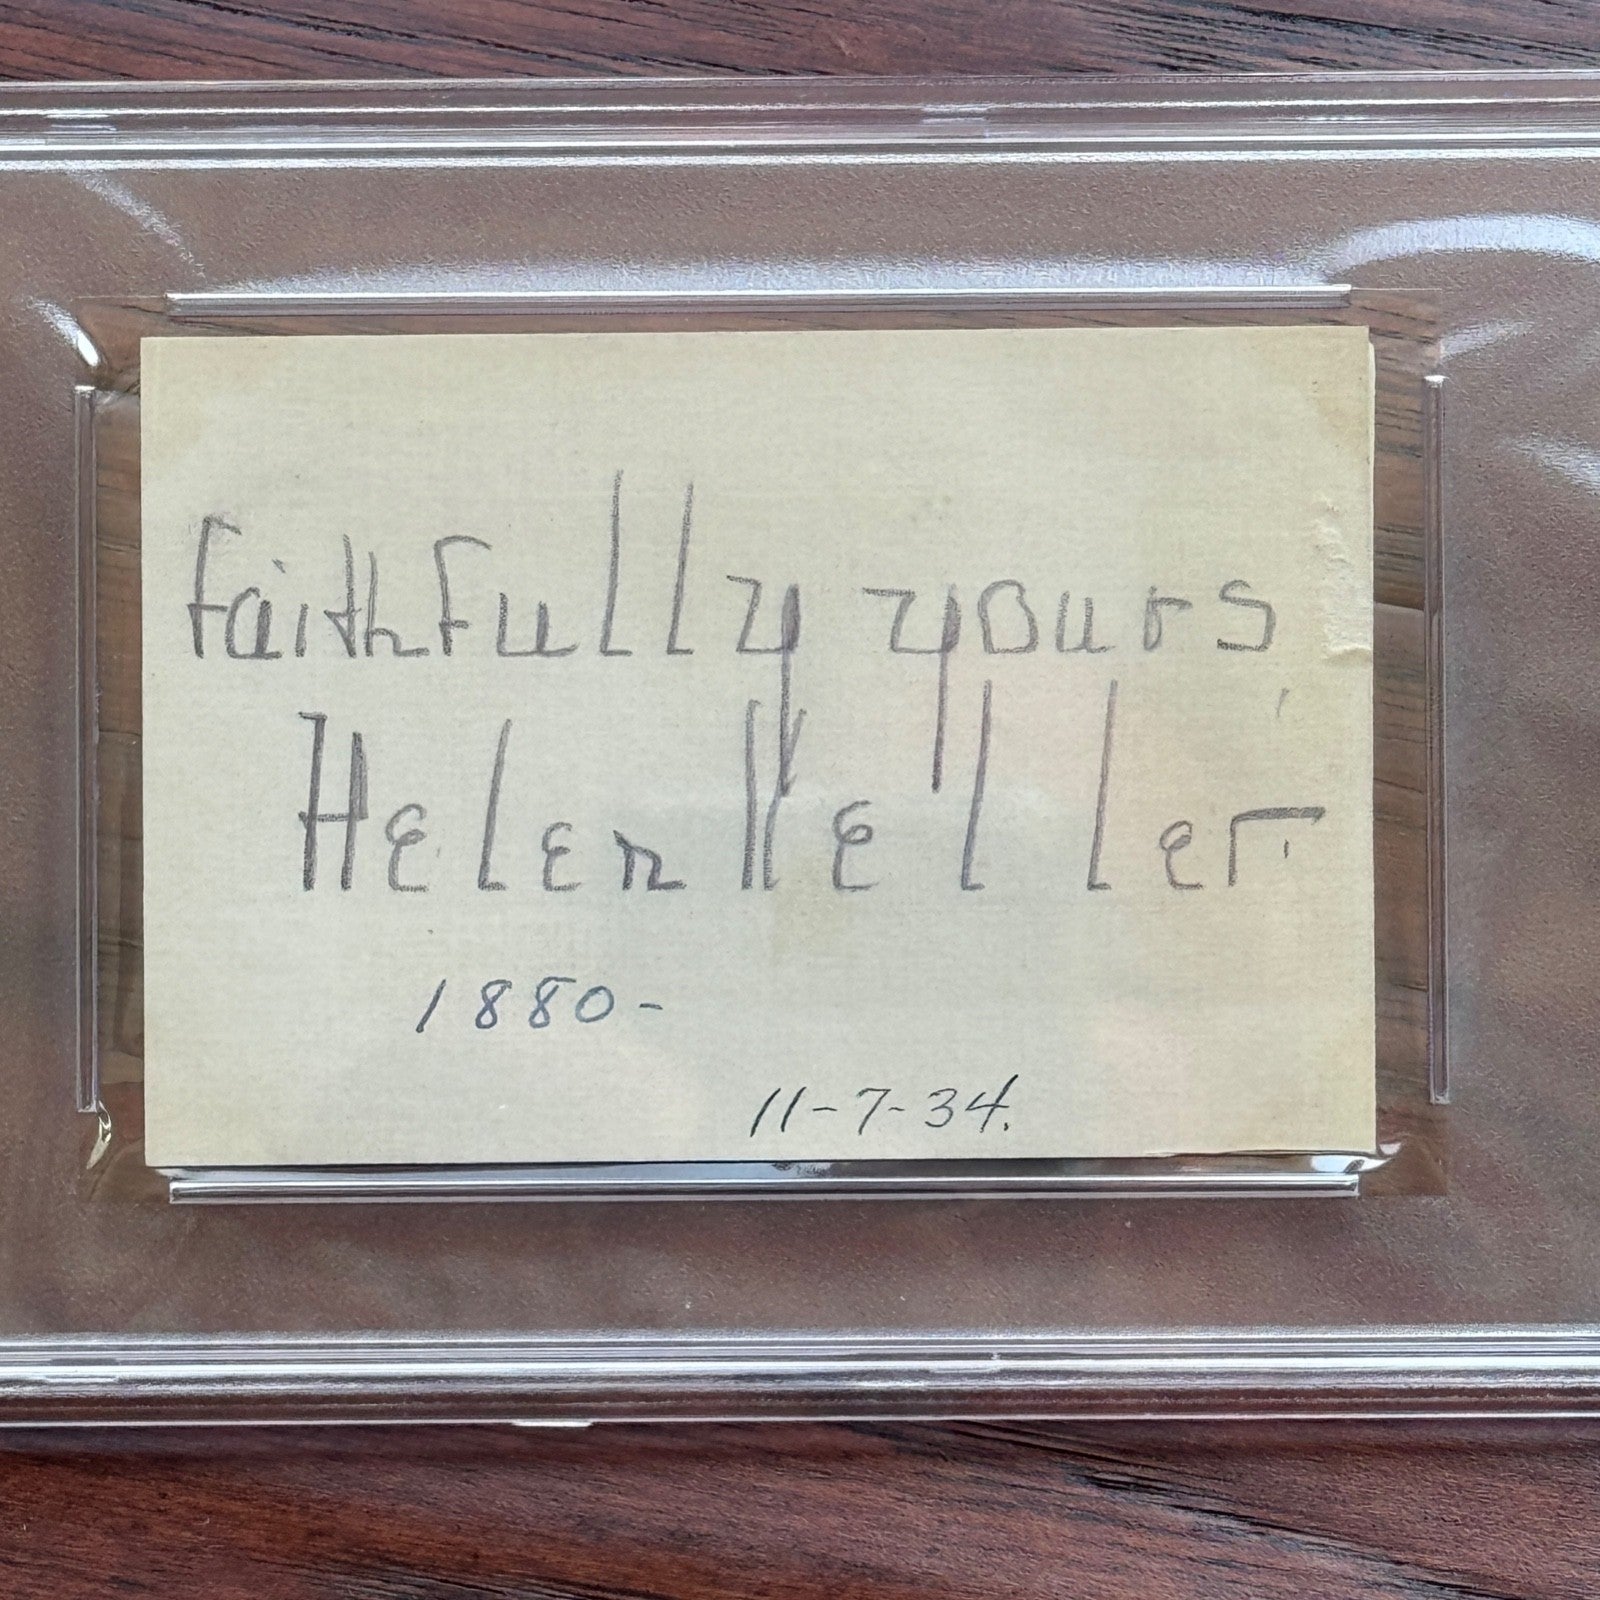 faithfully yours,
Helen Keller.
1880-
11-7-34.